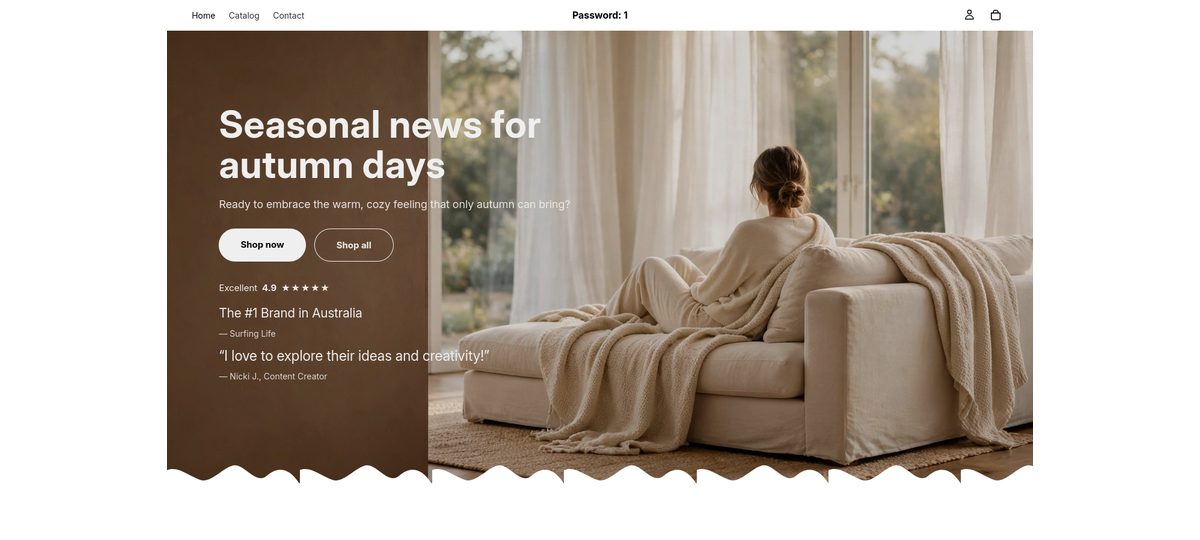 Home Catalog Contact
Password: 1
Seasonal news for
autumn days
Ready to embrace the warm, cozy feeling that only autumn can bring?
Shop now Shop all
Excellent 4.9 ★★★★★
The #1 Brand in Australia
— Surfing Life
“I love to explore their ideas and creativity!”
— Nicki J., Content Creator